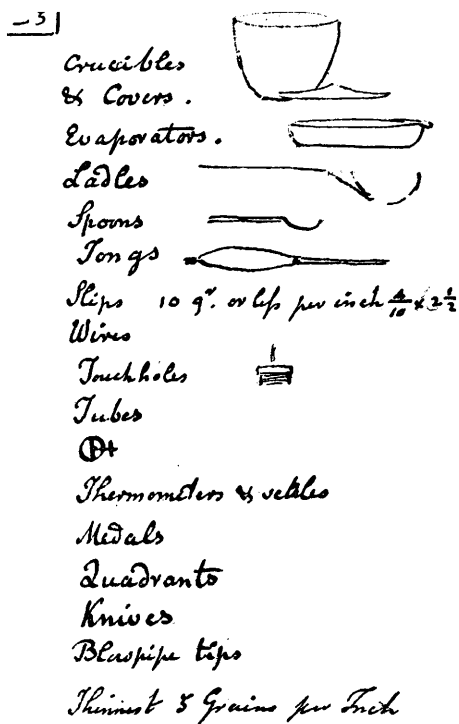 -3
Crucibles
& Covers.
Evaporators.
Ladles
Spoons
Tongs
Slips 10 gr. or less per inch 4/10 x 2 1/2
Wires
Touchholes
Tubes
Thermometers & scales
Medals
Quadrants
Knives
Blowpipe tips
Thinnest 5 Grains per Inch